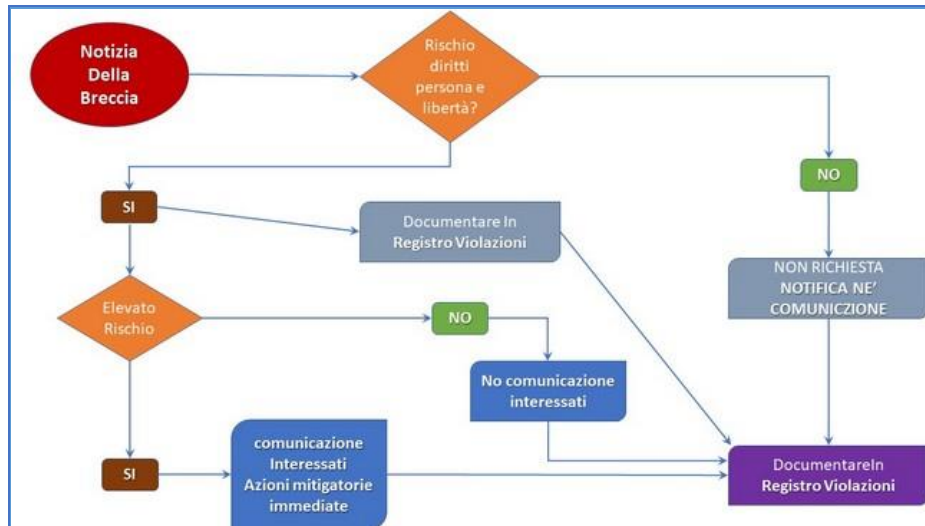 Notizia
Della
Breccia
Rischio
diritti
persona e
libertà?
NO
SI
Documentare In
Registro Violazioni
NON RICHIESTA
NOTIFICA NE'
COMUNICZIONE
Elevato
Rischio
NO
No comunicazione
interessati
SI
comunicazione
Interessati
Azioni mitigatorie
immediate
DocumentareIn
Registro Violazioni